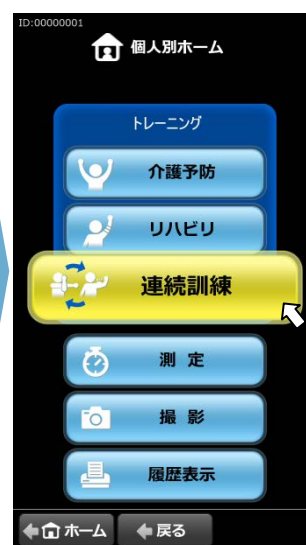 ID:00000001
個人別ホーム
トレーニング
介護予防
リハビリ
連続訓練
測 定
撮 影
履歴表示
ホーム 戻る